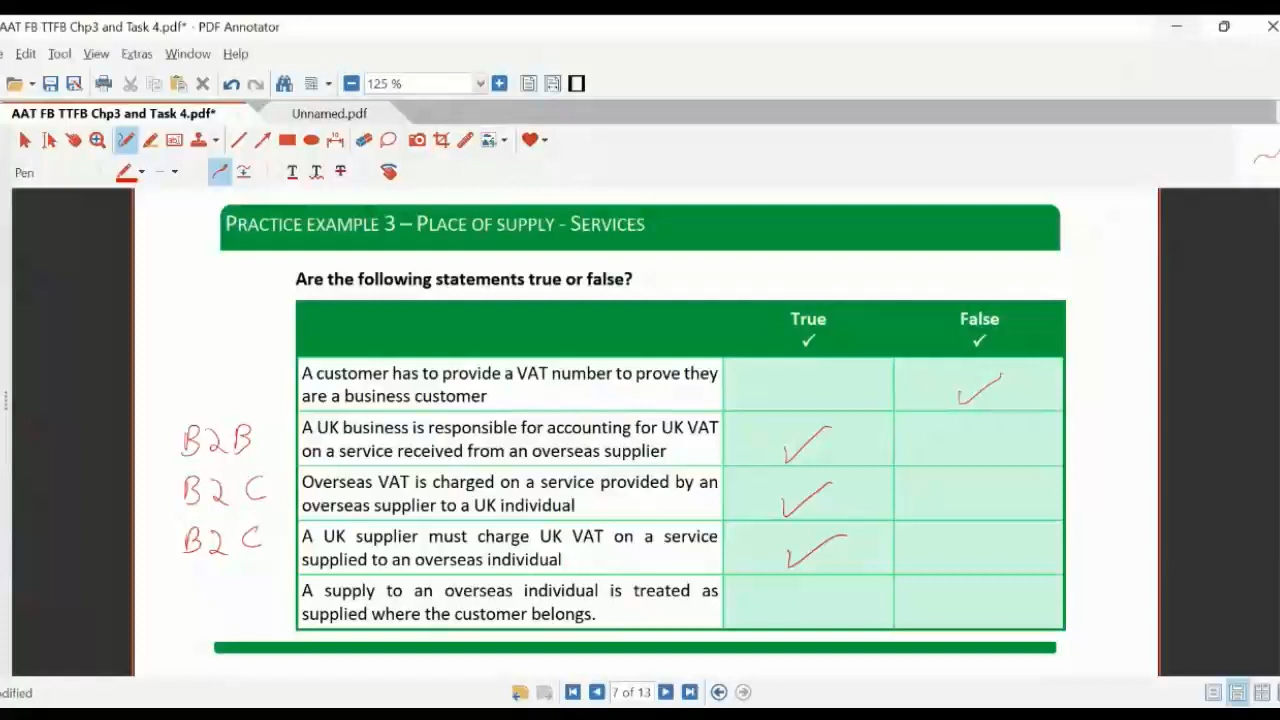 AAT FB TTFB Chp3 and Task 4.pdf* - PDF Annotator
e Edit Tool View Extras Window Help
125 %
AAT FB TTFB Chp3 and Task 4.pdf* Unnamed.pdf
Pen
PRACTICE EXAMPLE 3 – PLACE OF SUPPLY - SERVICES
Are the following statements true or false?
True False
✓ ✓
A customer has to provide a VAT number to prove they
are a business customer
B2B
A UK business is responsible for accounting for UK VAT
on a service received from an overseas supplier
B2C
Overseas VAT is charged on a service provided by an
overseas supplier to a UK individual
B2C
A UK supplier must charge UK VAT on a service
supplied to an overseas individual
A supply to an overseas individual is treated as
supplied where the customer belongs.
dified 7 of 13